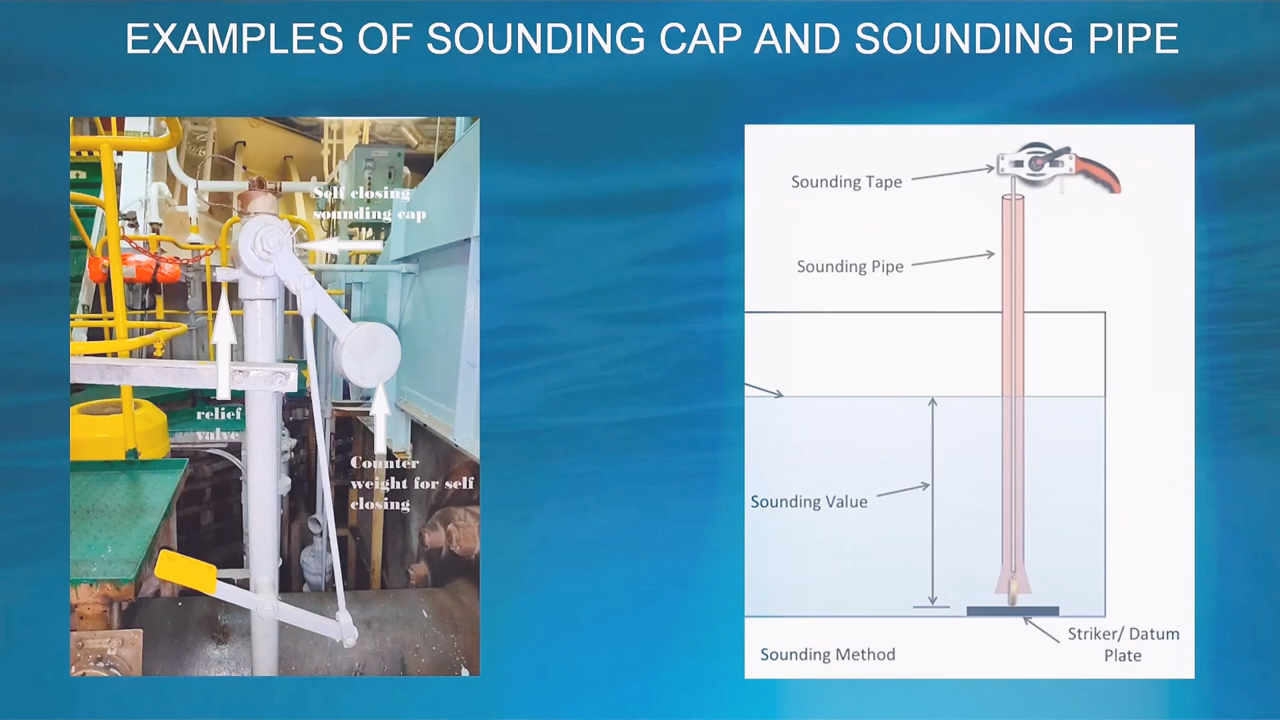 EXAMPLES OF SOUNDING CAP AND SOUNDING PIPE
Self closing
sounding cap
relief
valve
Counter
weight for self
closing
Sounding Tape
Sounding Pipe
Sounding Value
Striker/ Datum
Plate
Sounding Method